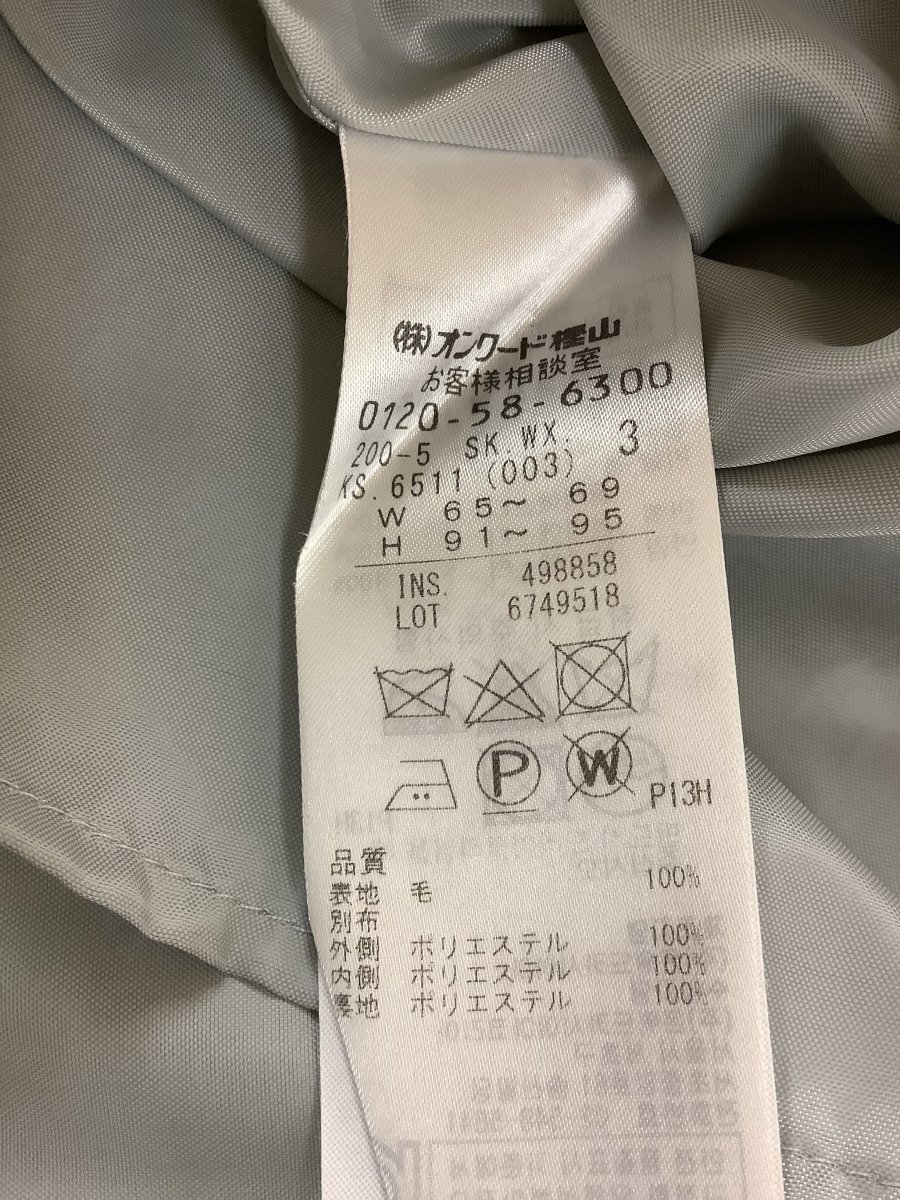 (株)オンワード樫山
お客様相談室
0120-58-6300
200-5 SK.WX. 3
KS.6511 (003)
W 65~ 69
H 91~ 95
INS. 498858
LOT 6749518
P W P13H
品質
表地 毛 100%
別布
外側 ポリエステル 100%
内側 ポリエステル 100%
裏地 ポリエステル 100%